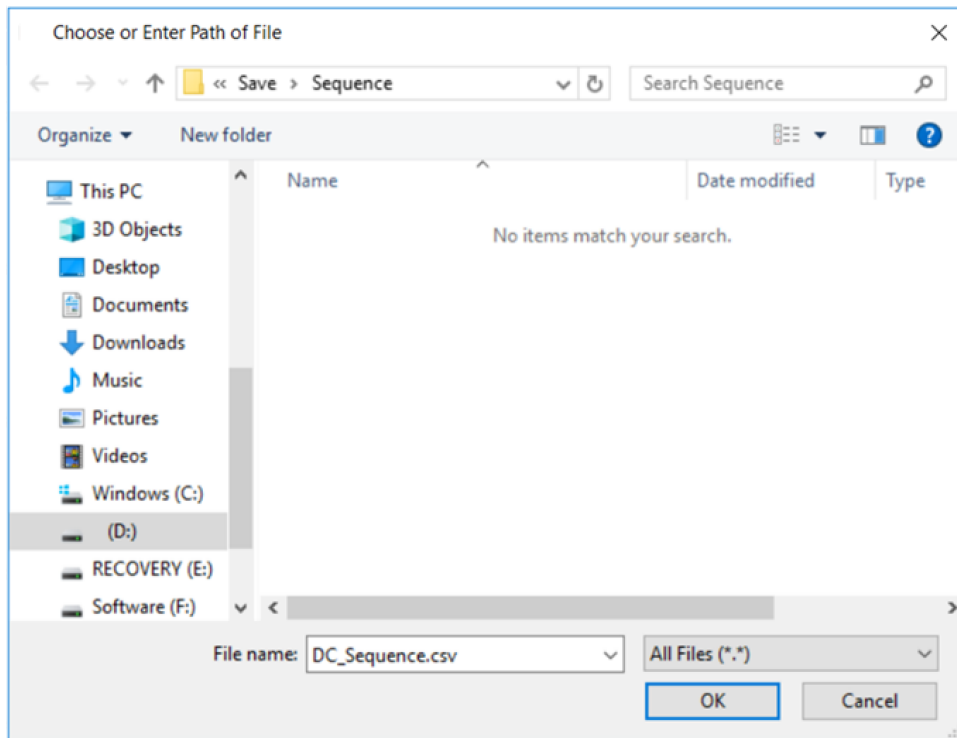 Choose or Enter Path of File
« Save › Sequence
Search Sequence
Organize
New folder
Name
Date modified
Type
This PC
No items match your search.
3D Objects
Desktop
Documents
Downloads
Music
Pictures
Videos
Windows (C:)
(D:)
RECOVERY (E:)
Software (F:)
File name: DC_Sequence.csv
All Files (*.*)
OK
Cancel